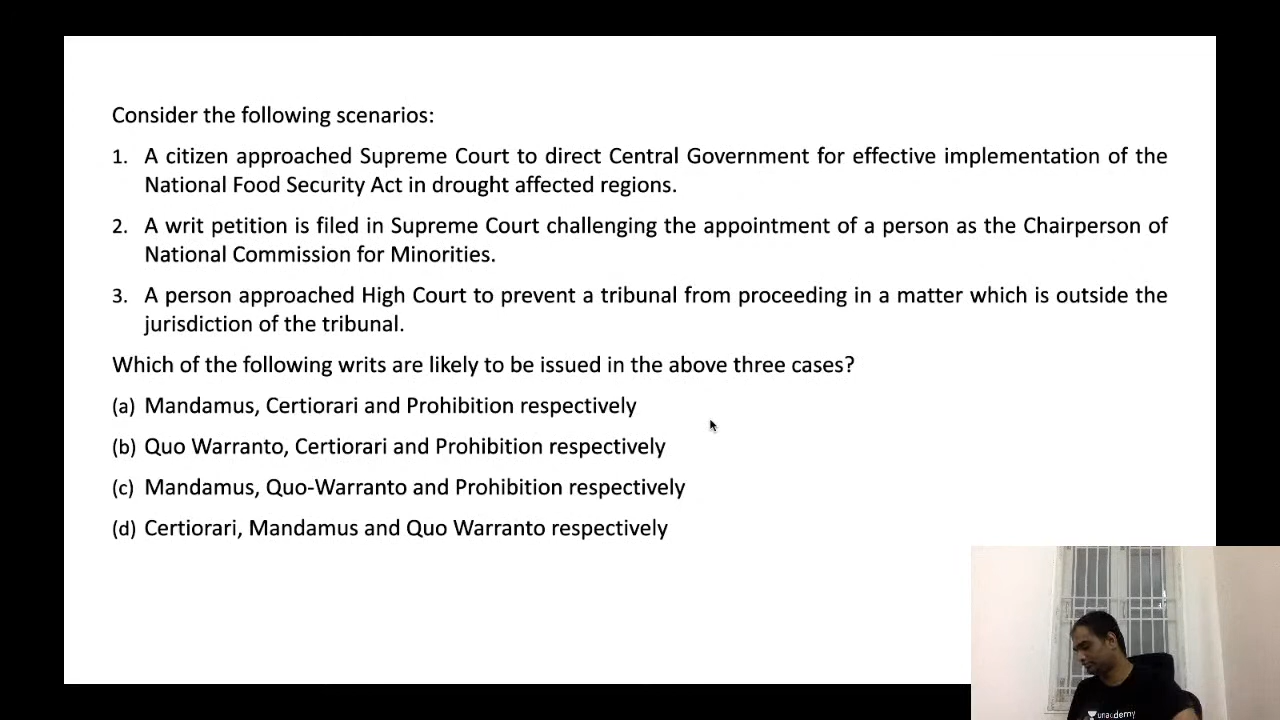 Consider the following scenarios:
1. A citizen approached Supreme Court to direct Central Government for effective implementation of the
National Food Security Act in drought affected regions.
2. A writ petition is filed in Supreme Court challenging the appointment of a person as the Chairperson of
National Commission for Minorities.
3. A person approached High Court to prevent a tribunal from proceeding in a matter which is outside the
jurisdiction of the tribunal.
Which of the following writs are likely to be issued in the above three cases?
(a) Mandamus, Certiorari and Prohibition respectively
(b) Quo Warranto, Certiorari and Prohibition respectively
(c) Mandamus, Quo-Warranto and Prohibition respectively
(d) Certiorari, Mandamus and Quo Warranto respectively
unacademy